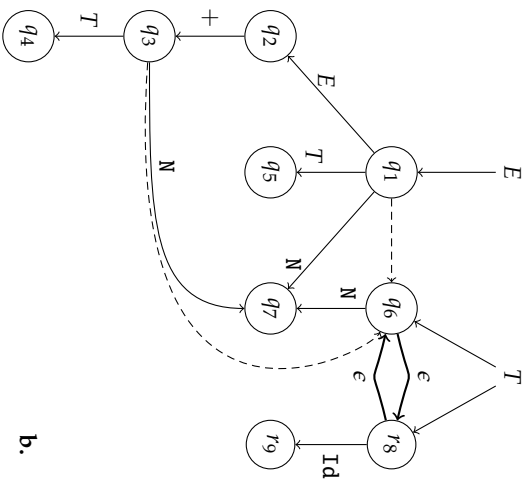 E T
ϵ
q1 q6 r8
ϵ
N
Id
E T
N
q2 q5 q7 r9
+
N
q3
T
q4
b.